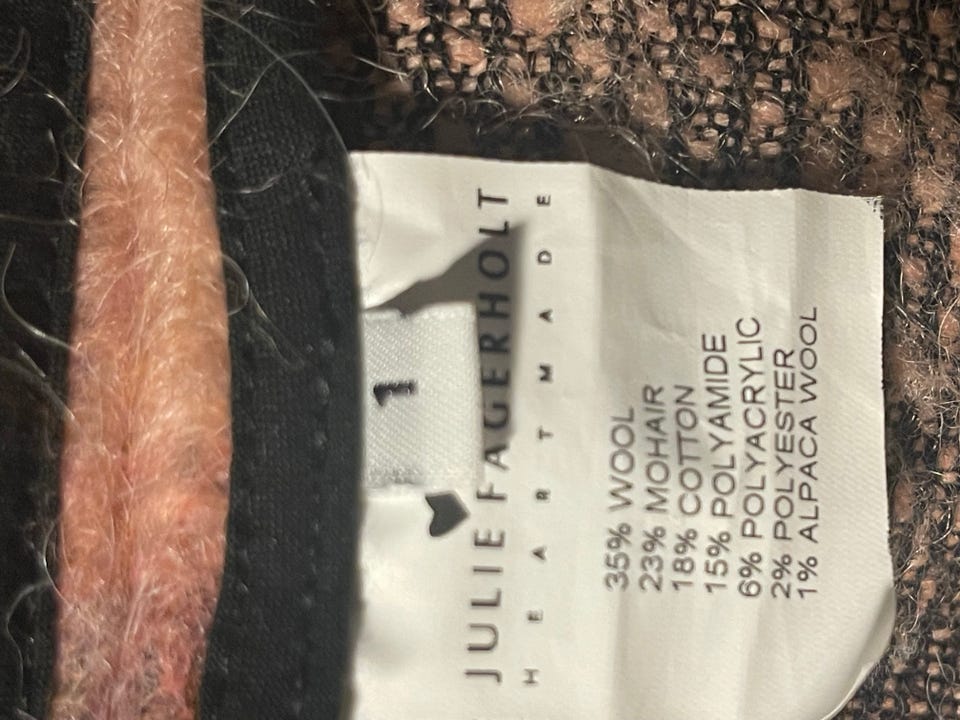 1
JULIE FAGERHOLT
HEARTMADE
35% WOOL
23% MOHAIR
18% COTTON
15% POLYAMIDE
6% POLYACRYLIC
2% POLYESTER
1% ALPACA WOOL